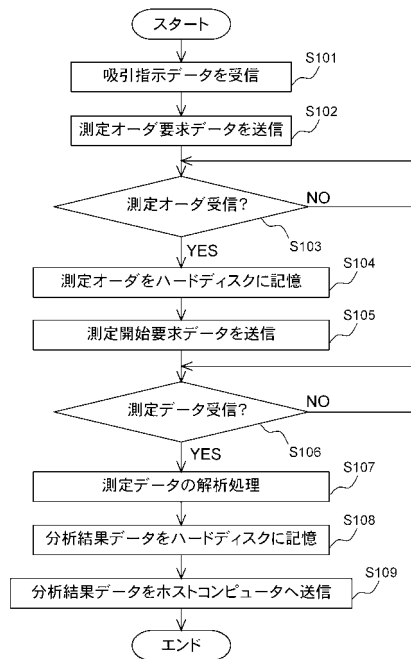 スタート
S101
吸引指示データを受信
S102
測定オーダ要求データを送信
測定オーダ受信?
NO
S103
YES
S104
測定オーダをハードディスクに記憶
S105
測定開始要求データを送信
測定データ受信?
NO
S106
YES
S107
測定データの解析処理
S108
分析結果データをハードディスクに記憶
S109
分析結果データをホストコンピュータへ送信
エンド